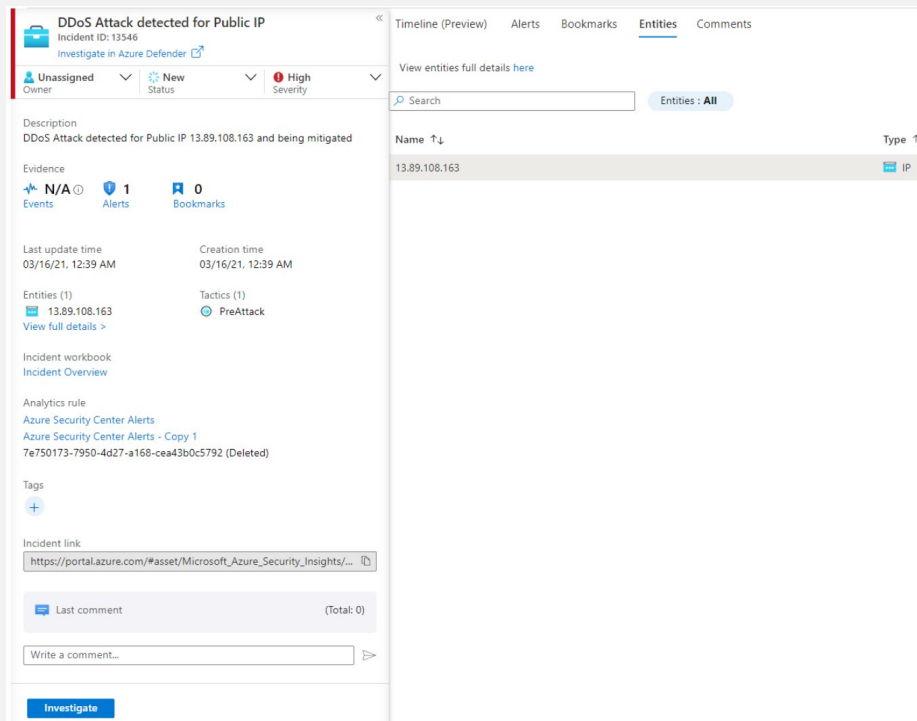 DDoS Attack detected for Public IP
Incident ID: 13546
Investigate in Azure Defender
Unassigned
Owner
New
Status
High
Severity
Description
DDoS Attack detected for Public IP 13.89.108.163 and being mitigated
Evidence
N/A
Events
1
Alerts
0
Bookmarks
Last update time
03/16/21, 12:39 AM
Creation time
03/16/21, 12:39 AM
Entities (1)
13.89.108.163
View full details >
Tactics (1)
PreAttack
Incident workbook
Incident Overview
Analytics rule
Azure Security Center Alerts
Azure Security Center Alerts - Copy 1
7e750173-7950-4d27-a168-cea43b0c5792 (Deleted)
Tags
+
Incident link
https://portal.azure.com/#asset/Microsoft_Azure_Security_Insights/...
Last comment (Total: 0)
Write a comment...
Investigate
Timeline (Preview) Alerts Bookmarks Entities Comments
View entities full details here
Search
Entities : All
Name ↑↓ Type ↑
13.89.108.163 IP